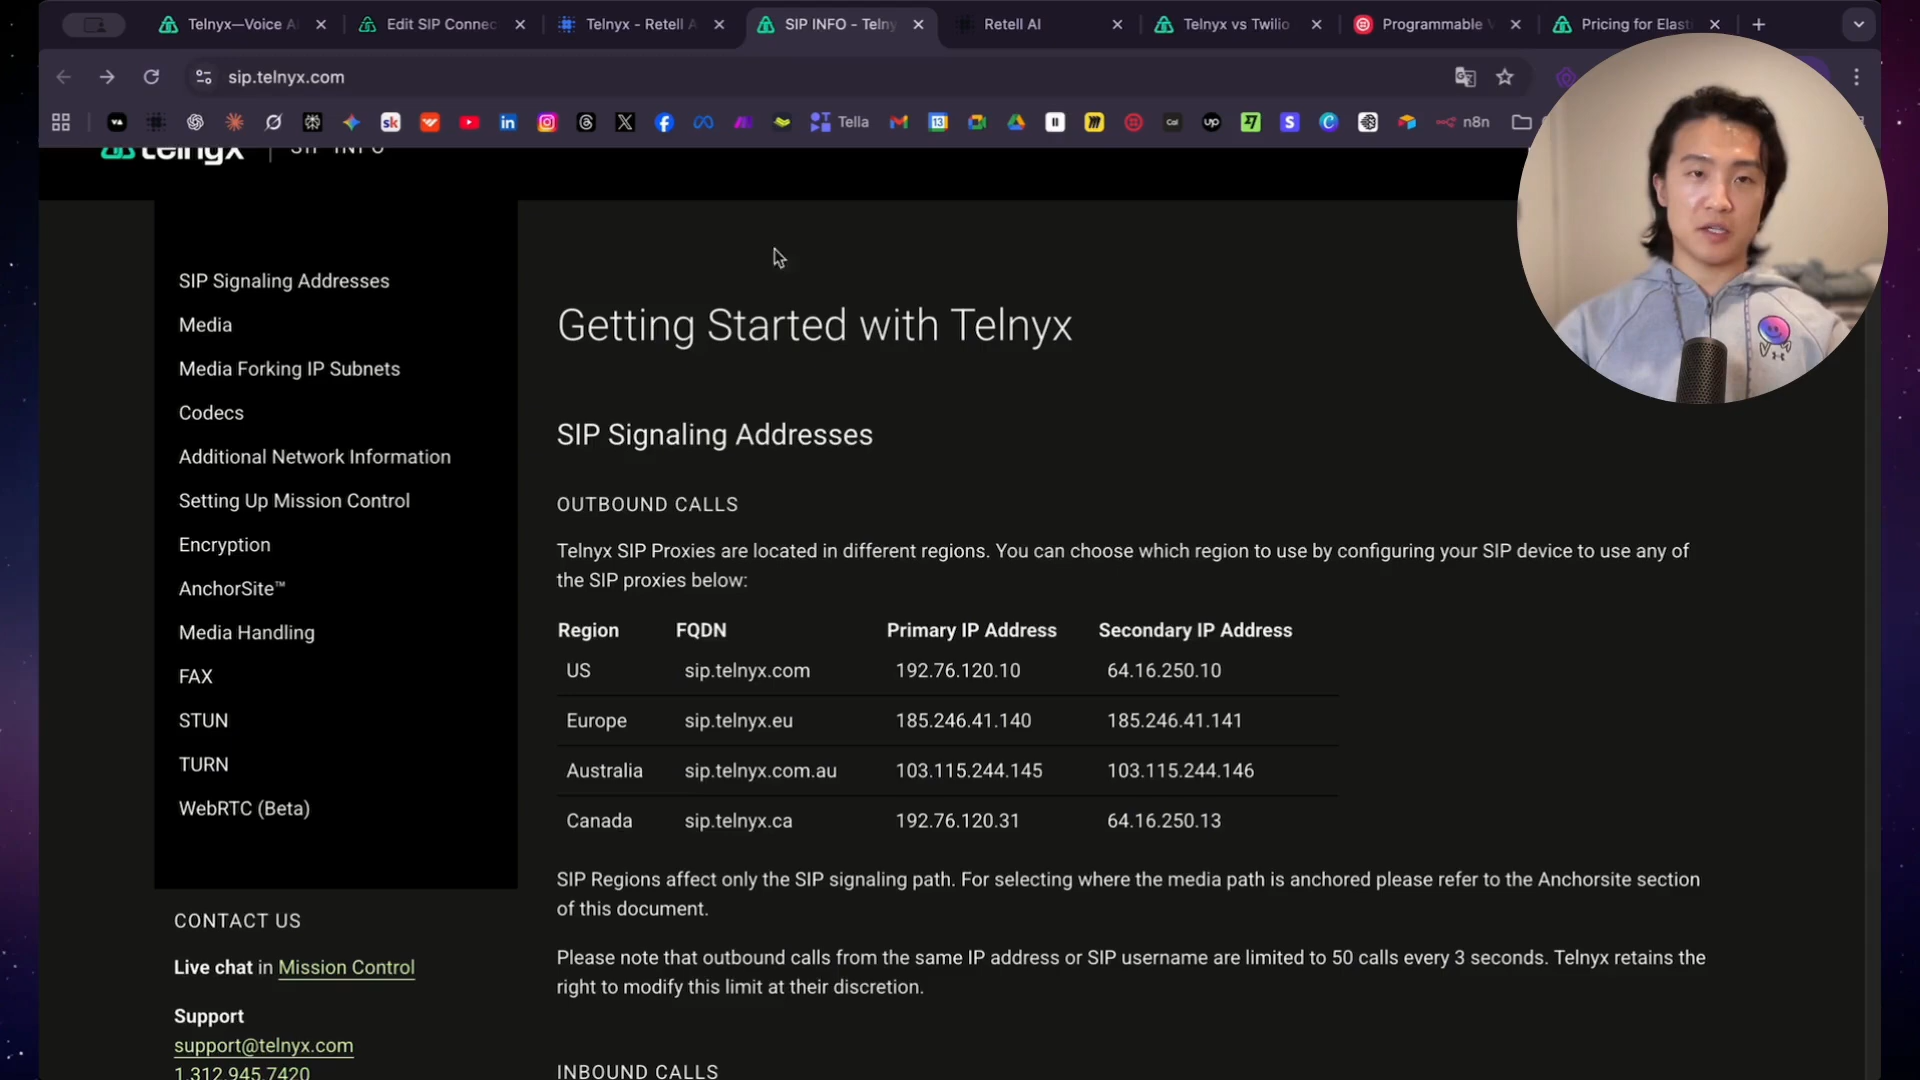 Telnyx—Voice A
Edit SIP Connec
Telnyx - Retell A
SIP INFO - Telny
Retell AI
Telnyx vs Twilio
Programmable V
Pricing for Elast
sip.telnyx.com
Tella
n8n
telnyx | SIP INFO
SIP Signaling Addresses
Media
Media Forking IP Subnets
Codecs
Additional Network Information
Setting Up Mission Control
Encryption
AnchorSite™
Media Handling
FAX
STUN
TURN
WebRTC (Beta)
CONTACT US
Live chat in Mission Control
Support
support@telnyx.com
1.312.945.7420
Getting Started with Telnyx
SIP Signaling Addresses
OUTBOUND CALLS
Telnyx SIP Proxies are located in different regions. You can choose which region to use by configuring your SIP device to use any of
the SIP proxies below:
Region FQDN Primary IP Address Secondary IP Address
US sip.telnyx.com 192.76.120.10 64.16.250.10
Europe sip.telnyx.eu 185.246.41.140 185.246.41.141
Australia sip.telnyx.com.au 103.115.244.145 103.115.244.146
Canada sip.telnyx.ca 192.76.120.31 64.16.250.13
SIP Regions affect only the SIP signaling path. For selecting where the media path is anchored please refer to the Anchorsite section
of this document.
Please note that outbound calls from the same IP address or SIP username are limited to 50 calls every 3 seconds. Telnyx retains the
right to modify this limit at their discretion.
INBOUND CALLS